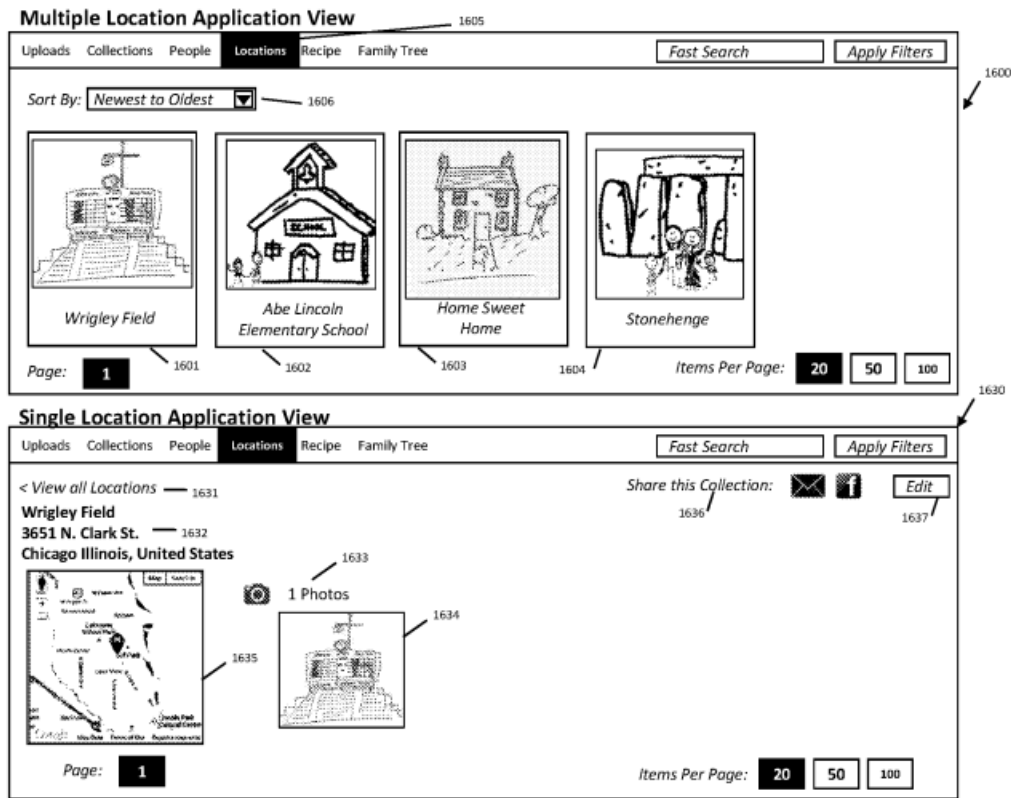 Multiple Location Application View
1605
Uploads Collections People Locations Recipe Family Tree Fast Search Apply Filters
1600
Sort By: Newest to Oldest 1606
Wrigley Field
Abe Lincoln
Elementary School
Home Sweet
Home
Stonehenge
1601 1602 1603 1604
Page: 1 Items Per Page: 20 50 100
1630
Single Location Application View
Uploads Collections People Locations Recipe Family Tree Fast Search Apply Filters
< View all Locations 1631 Share this Collection: f Edit
1636 1637
Wrigley Field
3651 N. Clark St. 1632
Chicago Illinois, United States
1633
Map
1 Photos
1634
1635
Page: 1 Items Per Page: 20 50 100